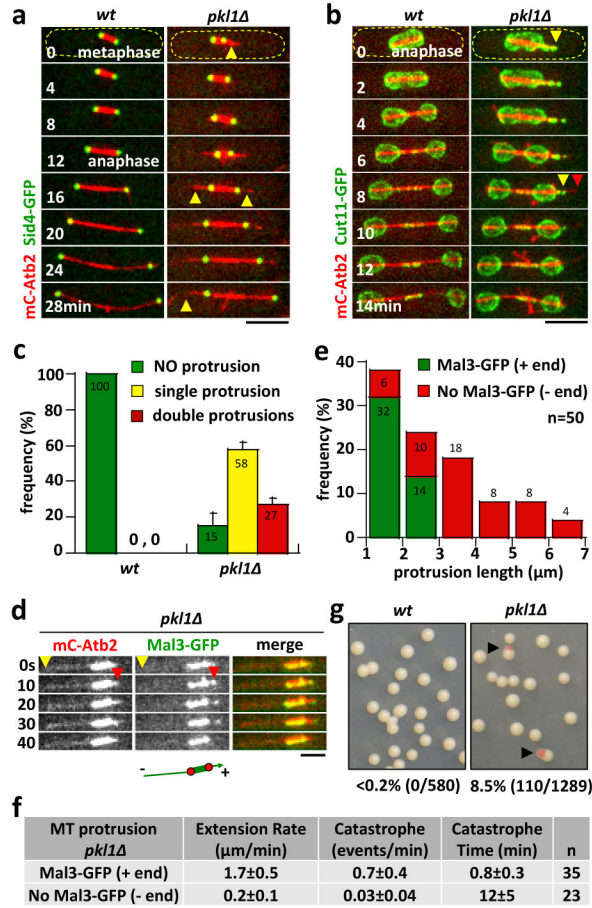 a
wt
pkl1Δ
mC-Atb2 Sid4-GFP
0 metaphase
4
8
12 anaphase
16
20
24
28min
b
wt
pkl1Δ
mC-Atb2 Cut11-GFP
0 anaphase
2
4
6
8
10
12
14min
c
frequency (%)
100
80
60
40
20
0
NO protrusion
single protrusion
double protrusions
100
0 , 0
15
58
27
wt
pkl1Δ
e
frequency (%)
40
30
20
10
0
Mal3-GFP (+ end)
No Mal3-GFP (- end)
n=50
6
32
10
14
18
8
8
4
1 2 3 4 5 6 7
protrusion length (μm)
d
pkl1Δ
mC-Atb2 Mal3-GFP merge
0s
10
20
30
40
- +
g
wt
pkl1Δ
<0.2% (0/580)
8.5% (110/1289)
f
MT protrusion pkl1Δ | Extension Rate (μm/min) | Catastrophe (events/min) | Catastrophe Time (min) | n
Mal3-GFP (+ end) 1.7±0.5 0.7±0.4 0.8±0.3 35
No Mal3-GFP (- end) 0.2±0.1 0.03±0.04 12±5 23